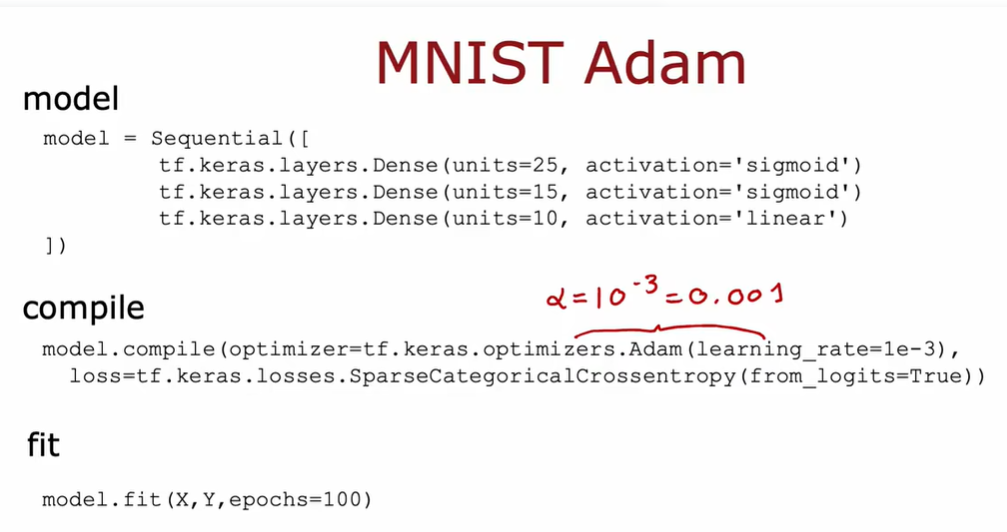 MNIST Adam
model
model = Sequential([
tf.keras.layers.Dense(units=25, activation='sigmoid')
tf.keras.layers.Dense(units=15, activation='sigmoid')
tf.keras.layers.Dense(units=10, activation='linear')
])
α=10⁻³=0.001
compile
model.compile(optimizer=tf.keras.optimizers.Adam(learning_rate=1e-3),
loss=tf.keras.losses.SparseCategoricalCrossentropy(from_logits=True))
fit
model.fit(X,Y,epochs=100)